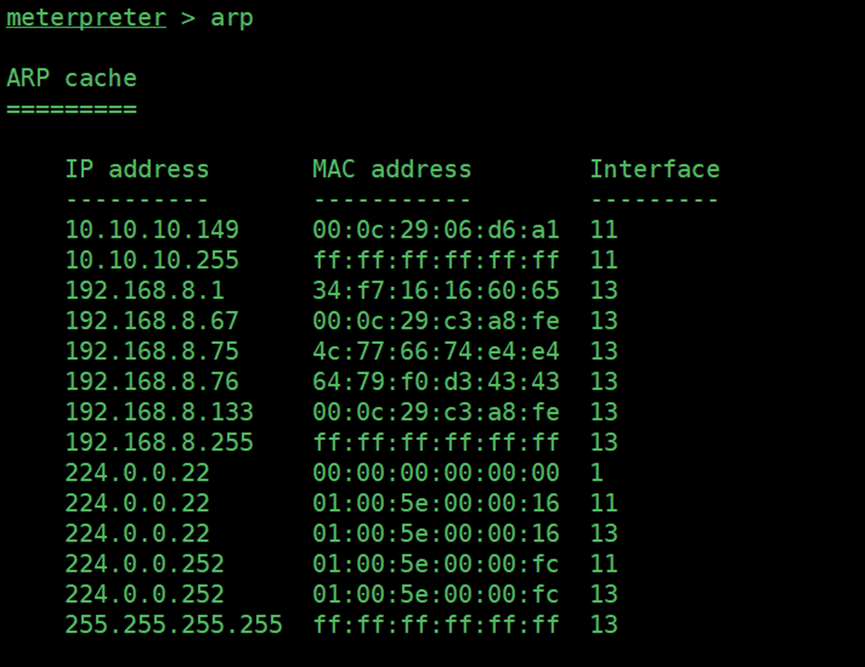 meterpreter > arp
ARP cache
=========
IP address MAC address Interface
---------- ----------- ---------
10.10.10.149 00:0c:29:06:d6:a1 11
10.10.10.255 ff:ff:ff:ff:ff:ff 11
192.168.8.1 34:f7:16:16:60:65 13
192.168.8.67 00:0c:29:c3:a8:fe 13
192.168.8.75 4c:77:66:74:e4:e4 13
192.168.8.76 64:79:f0:d3:43:43 13
192.168.8.133 00:0c:29:c3:a8:fe 13
192.168.8.255 ff:ff:ff:ff:ff:ff 13
224.0.0.22 00:00:00:00:00:00 1
224.0.0.22 01:00:5e:00:00:16 11
224.0.0.22 01:00:5e:00:00:16 13
224.0.0.252 01:00:5e:00:00:fc 11
224.0.0.252 01:00:5e:00:00:fc 13
255.255.255.255 ff:ff:ff:ff:ff:ff 13